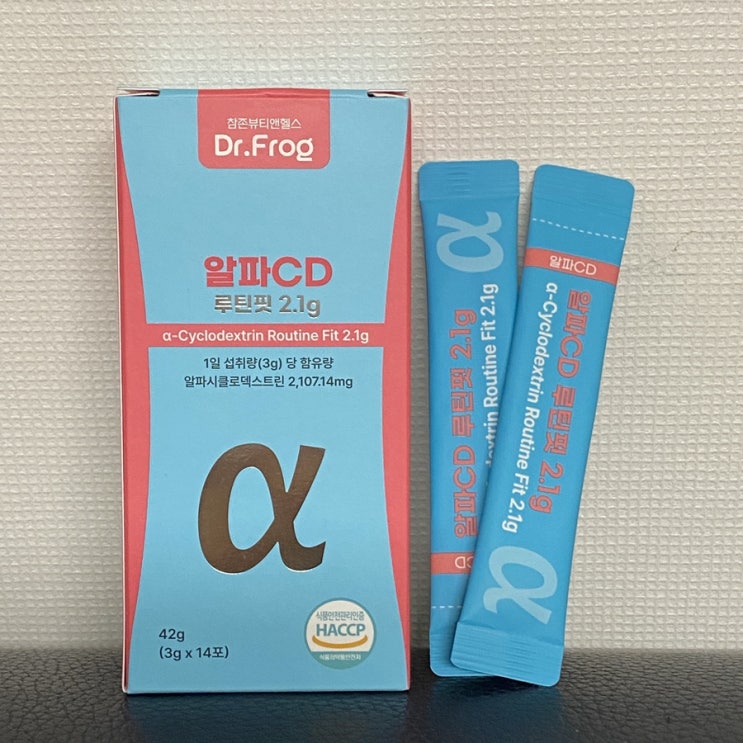 참존뷰티앤헬스
Dr.Frog
알파CD
루틴핏 2.1g
α-Cyclodextrin Routine Fit 2.1g
1일 섭취량(3g) 당 함유량
알파시클로덱스트린 2,107.14mg
α
42g
(3g x 14포)
식품안전관리인증
HACCP
식품의약품안전처
α
알파CD 루틴핏 2.1g
dextrin Routine Fit 2.1g
CD
알파CD
알파CD 루틴핏 2.1g
α-Cyclodextrin Routine Fit 2.1g
α